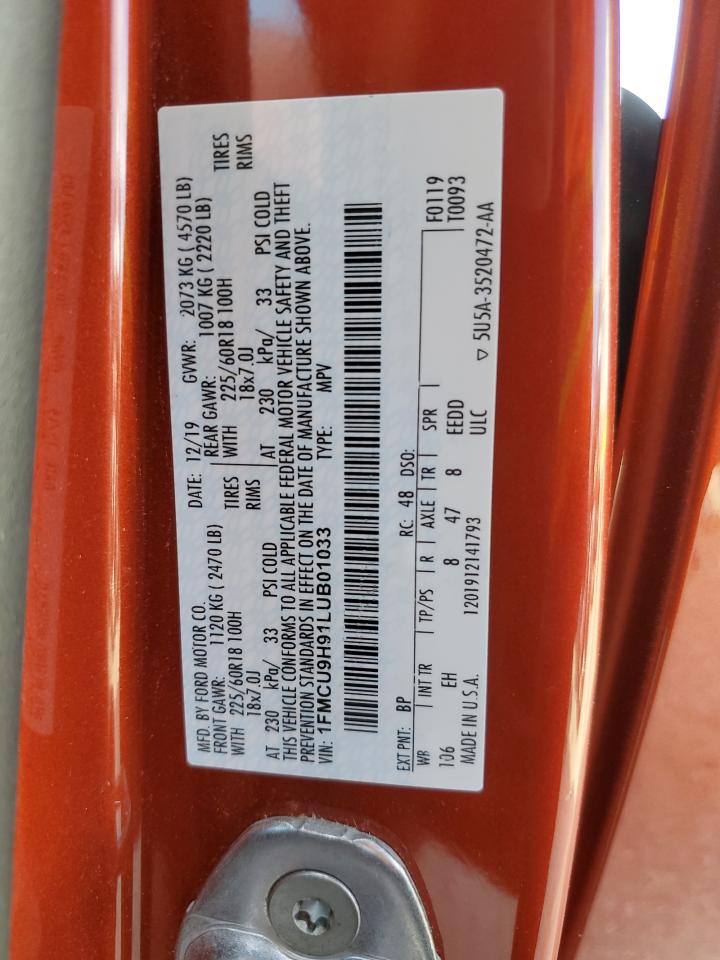 MFD. BY FORD MOTOR CO.
DATE: 12/19 GVWR: 2073 KG ( 4570 LB)
FRONT GAWR: 1120 KG ( 2470 LB) REAR GAWR: 1007 KG ( 2220 LB)
WITH 225/60R18 100H TIRES WITH 225/60R18 100H TIRES
18x7.0J RIMS 18x7.0J RIMS
AT 230 kPa/ 33 PSI COLD AT 230 kPa/ 33 PSI COLD
THIS VEHICLE CONFORMS TO ALL APPLICABLE FEDERAL MOTOR VEHICLE SAFETY AND THEFT
PREVENTION STANDARDS IN EFFECT ON THE DATE OF MANUFACTURE SHOWN ABOVE.
VIN: 1FMCU9H91LUB01033 TYPE: MPV
EXT PNT: BP RC: 48 DSO:
WB INT TR TP/PS R AXLE TR SPR F0119
106 EH 8 47 8 EEDD T0093
MADE IN U.S.A. 1201912141793 ULC
▽ 5U5A-3520472-AA